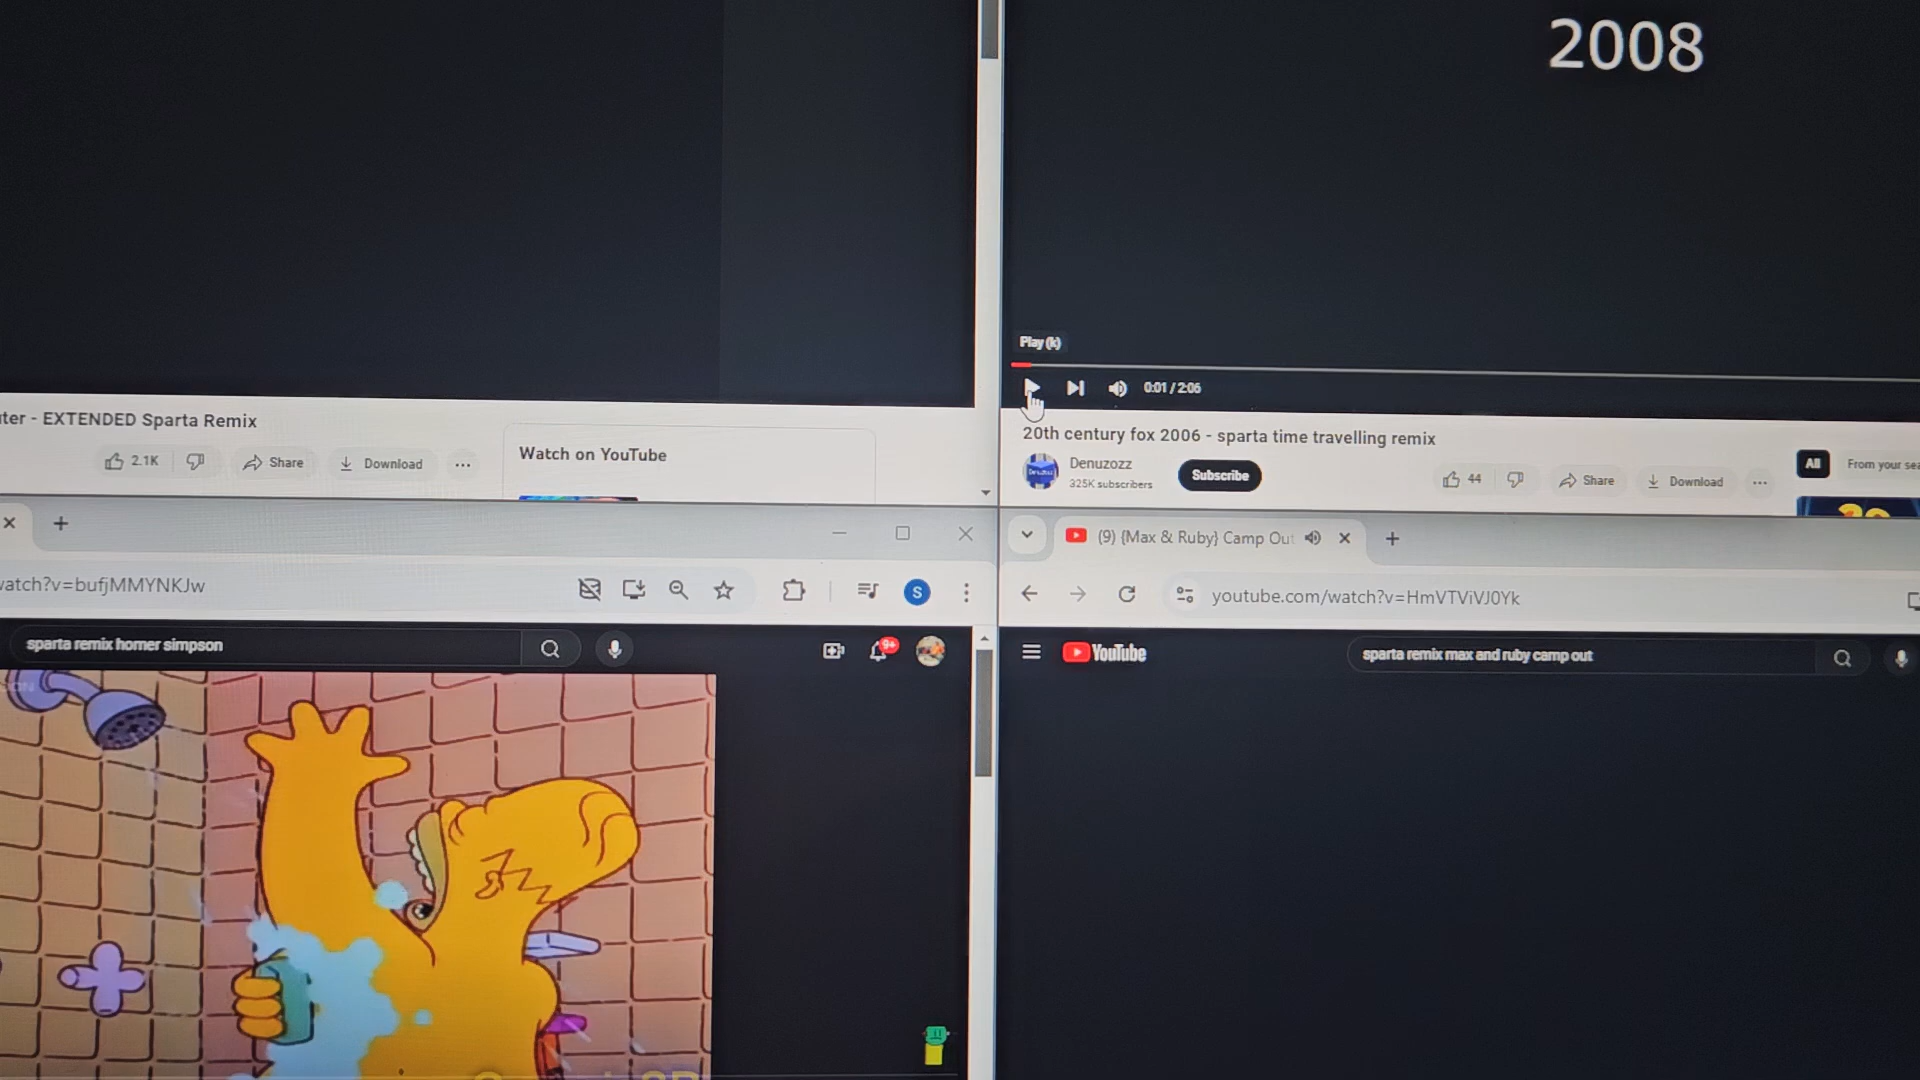 2008
Play (k)
0:01 / 2:06
ter - EXTENDED Sparta Remix
2.1K
Share
Download
Watch on YouTube
20th century fox 2006 - sparta time travelling remix
Denuzozz
325K subscribers
Subscribe
44
Share
Download
All
From your sea
(9) {Max & Ruby} Camp Out
watch?v=bufjMMYNKJw
S
youtube.com/watch?v=HmVTViVJ0Yk
sparta remix homer simpson
9+
YouTube
sparta remix max and ruby camp out